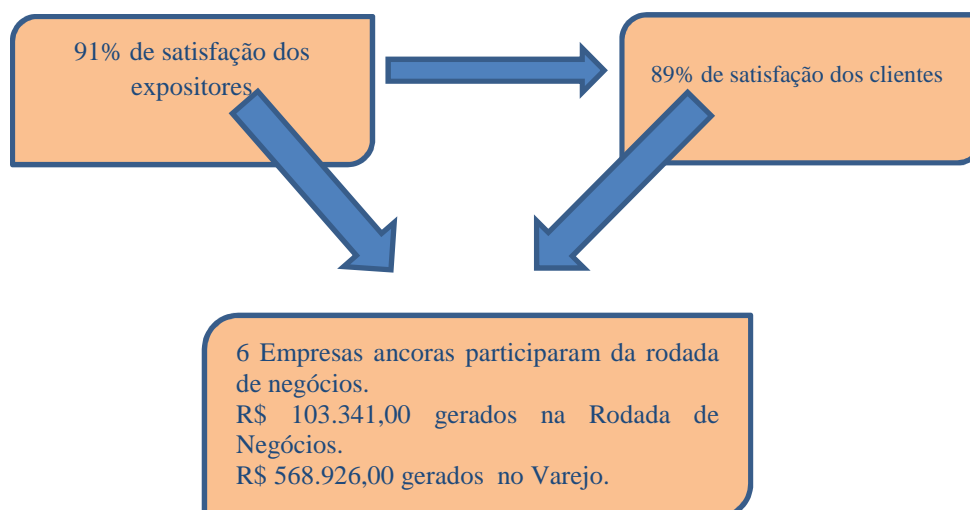 91% de satisfação dos
expositores
89% de satisfação dos clientes
6 Empresas ancoras participaram da rodada
de negócios.
R$ 103.341,00 gerados na Rodada de
Negócios.
R$ 568.926,00 gerados no Varejo.